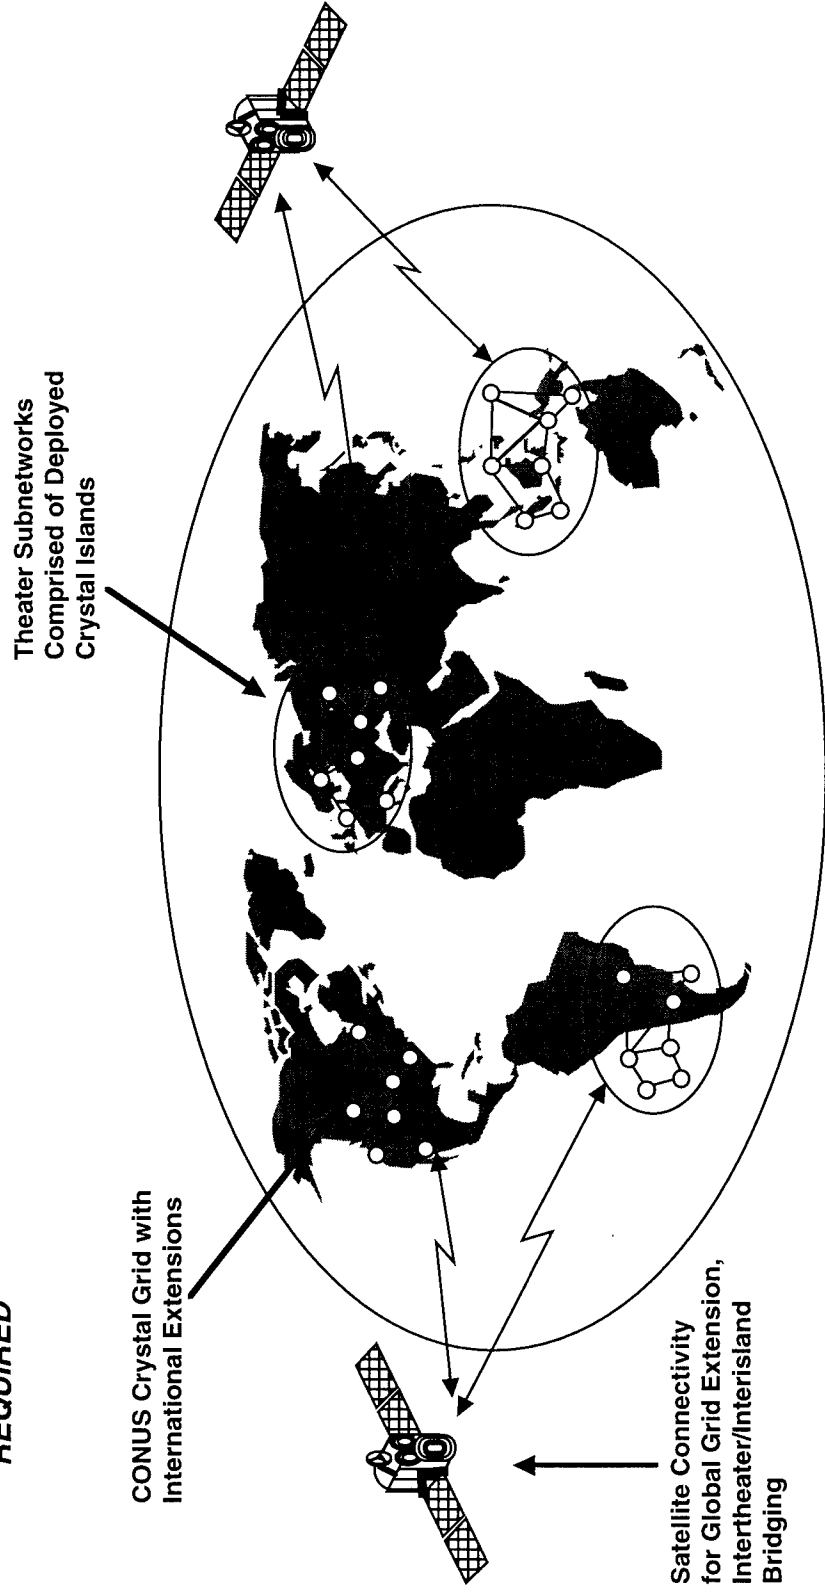 REQUIRED
CONUS Crystal Grid with
International Extensions
Theater Subnetworks
Comprised of Deployed
Crystal Islands
Satellite Connectivity
for Global Grid Extension,
Intertheater/Interisland
Bridging